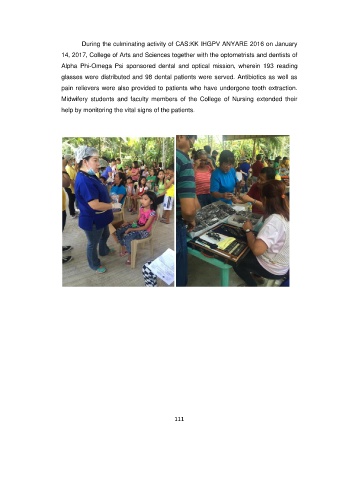 During the culminating activity of CAS:KK IHGPV ANYARE 2016 on January
14, 2017, College of Arts and Sciences together with the optometrists and dentists of
Alpha Phi-Omega Psi sponsored dental and optical mission, wherein 193 reading
glasses were distributed and 98 dental patients were served. Antibiotics as well as
pain relievers were also provided to patients who have undergone tooth extraction.
Midwifery students and faculty members of the College of Nursing extended their
help by monitoring the vital signs of the patients.
111